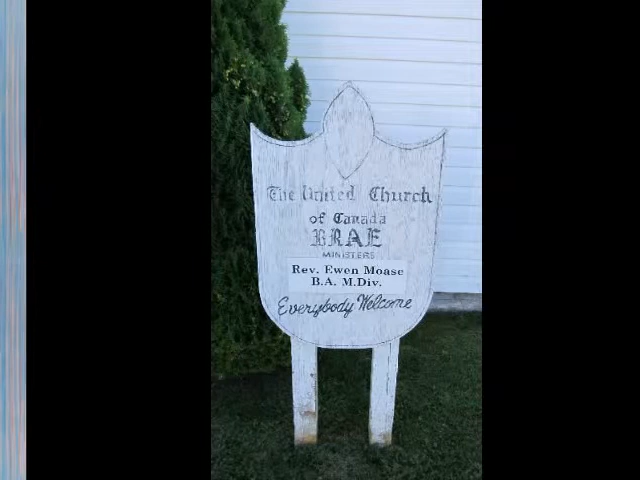 The United Church
of Canada
BRAE
MINISTERS
Rev. Ewen Moase
B.A. M.Div.
Everybody Welcome